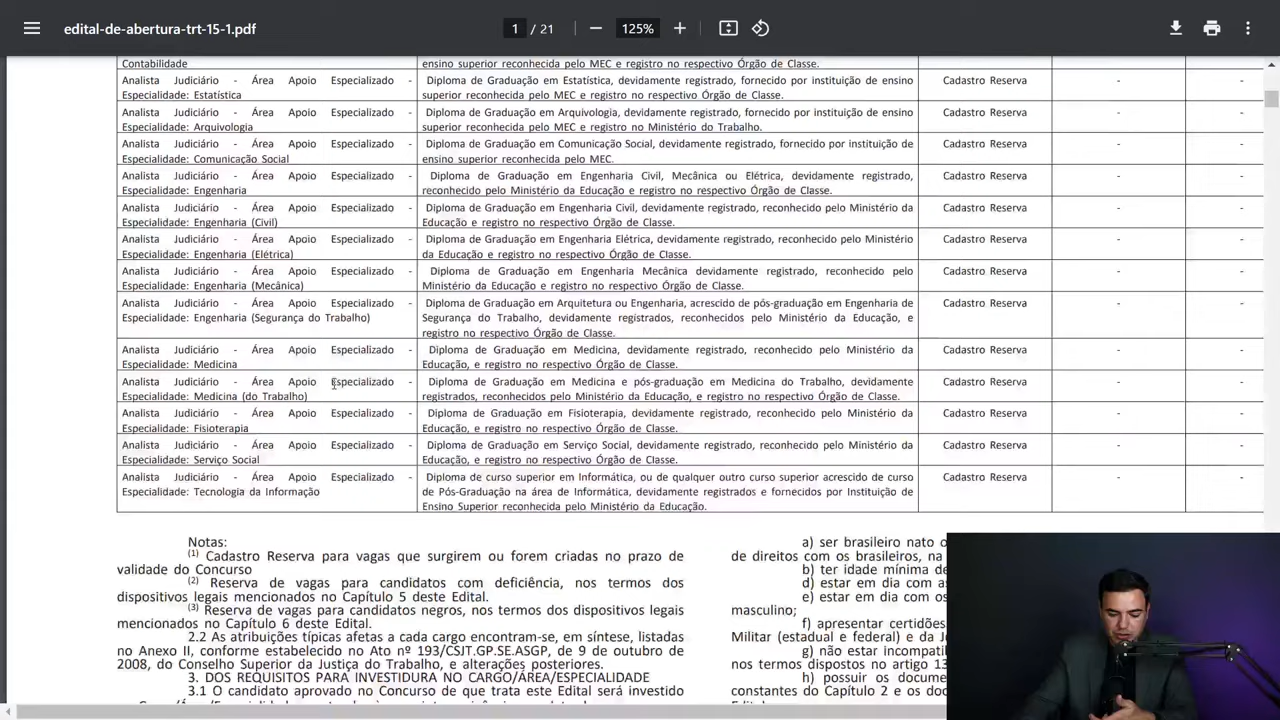 edital-de-abertura-trt-15-1.pdf
1 / 21
125%
Contabilidade
ensino superior reconhecida pelo MEC e registro no respectivo Órgão de Classe.
Analista Judiciário - Área Apoio Especializado -
Especialidade: Estatística
Diploma de Graduação em Estatística, devidamente registrado, fornecido por instituição de ensino
superior reconhecida pelo MEC e registro no respectivo Órgão de Classe.
Cadastro Reserva - -
Analista Judiciário - Área Apoio Especializado -
Especialidade: Arquivologia
Diploma de Graduação em Arquivologia, devidamente registrado, fornecido por instituição de ensino
superior reconhecida pelo MEC e registro no Ministério do Trabalho.
Cadastro Reserva - -
Analista Judiciário - Área Apoio Especializado -
Especialidade: Comunicação Social
Diploma de Graduação em Comunicação Social, devidamente registrado, fornecido por instituição de
ensino superior reconhecida pelo MEC.
Cadastro Reserva - -
Analista Judiciário - Área Apoio Especializado -
Especialidade: Engenharia
Diploma de Graduação em Engenharia Civil, Mecânica ou Elétrica, devidamente registrado,
reconhecido pelo Ministério da Educação e registro no respectivo Órgão de Classe.
Cadastro Reserva - -
Analista Judiciário - Área Apoio Especializado -
Especialidade: Engenharia (Civil)
Diploma de Graduação em Engenharia Civil, devidamente registrado, reconhecido pelo Ministério da
Educação e registro no respectivo Órgão de Classe.
Cadastro Reserva - -
Analista Judiciário - Área Apoio Especializado -
Especialidade: Engenharia (Elétrica)
Diploma de Graduação em Engenharia Elétrica, devidamente registrado, reconhecido pelo Ministério
da Educação e registro no respectivo Órgão de Classe.
Cadastro Reserva - -
Analista Judiciário - Área Apoio Especializado -
Especialidade: Engenharia (Mecânica)
Diploma de Graduação em Engenharia Mecânica devidamente registrado, reconhecido pelo
Ministério da Educação e registro no respectivo Órgão de Classe.
Cadastro Reserva - -
Analista Judiciário - Área Apoio Especializado -
Especialidade: Engenharia (Segurança do Trabalho)
Diploma de Graduação em Arquitetura ou Engenharia, acrescido de pós-graduação em Engenharia de
Segurança do Trabalho, devidamente registrados, reconhecidos pelo Ministério da Educação, e
registro no respectivo Órgão de Classe.
Cadastro Reserva - -
Analista Judiciário - Área Apoio Especializado -
Especialidade: Medicina
Diploma de Graduação em Medicina, devidamente registrado, reconhecido pelo Ministério da
Educação, e registro no respectivo Órgão de Classe.
Cadastro Reserva - -
Analista Judiciário - Área Apoio Especializado -
Especialidade: Medicina (do Trabalho)
Diploma de Graduação em Medicina e pós-graduação em Medicina do Trabalho, devidamente
registrados, reconhecidos pelo Ministério da Educação, e registro no respectivo Órgão de Classe.
Cadastro Reserva - -
Analista Judiciário - Área Apoio Especializado -
Especialidade: Fisioterapia
Diploma de Graduação em Fisioterapia, devidamente registrado, reconhecido pelo Ministério da
Educação, e registro no respectivo Órgão de Classe.
Cadastro Reserva - -
Analista Judiciário - Área Apoio Especializado -
Especialidade: Serviço Social
Diploma de Graduação em Serviço Social, devidamente registrado, reconhecido pelo Ministério da
Educação, e registro no respectivo Órgão de Classe.
Cadastro Reserva - -
Analista Judiciário - Área Apoio Especializado -
Especialidade: Tecnologia da Informação
Diploma de curso superior em Informática, ou de qualquer outro curso superior acrescido de curso
de Pós-Graduação na área de Informática, devidamente registrados e fornecidos por Instituição de
Ensino Superior reconhecida pelo Ministério da Educação.
Cadastro Reserva - -
Notas:
(1) Cadastro Reserva para vagas que surgirem ou forem criadas no prazo de
validade do Concurso
(2) Reserva de vagas para candidatos com deficiência, nos termos dos
dispositivos legais mencionados no Capítulo 5 deste Edital.
(3) Reserva de vagas para candidatos negros, nos termos dos dispositivos legais
mencionados no Capítulo 6 deste Edital.
2.2 As atribuições típicas afetas a cada cargo encontram-se, em síntese, listadas
no Anexo II, conforme estabelecido no Ato nº 193/CSJT.GP.SE.ASGP, de 9 de outubro de
2008, do Conselho Superior da Justiça do Trabalho, e alterações posteriores.
3. DOS REQUISITOS PARA INVESTIDURA NO CARGO/ÁREA/ESPECIALIDADE
3.1 O candidato aprovado no Concurso de que trata este Edital será investido
a) ser brasileiro nato o
de direitos com os brasileiros, na
b) ter idade mínima de
d) estar em dia com as
e) estar em dia com os
masculino;
f) apresentar certidões
Militar (estadual e federal) e da J
g) não estar incompatib
nos termos dispostos no artigo 13
h) possuir os docume
constantes do Capítulo 2 e os doc